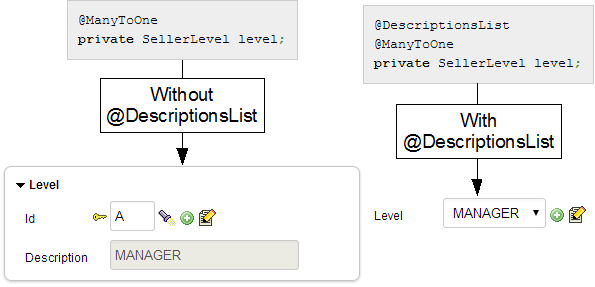 @ManyToOne
private SellerLevel level;
Without
@DescriptionsList
Level
Id
A
Description
MANAGER
@DescriptionsList
@ManyToOne
private SellerLevel level;
With
@DescriptionsList
Level
MANAGER